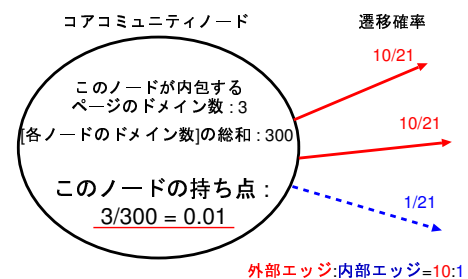 コアコミュニティノード
遷移確率
10/21
このノードが内包する
ページのドメイン数 : 3
10/21
[各ノードのドメイン数]の総和 : 300
このノードの持ち点 :
3/300 = 0.01
1/21
外部エッジ:内部エッジ=10:1